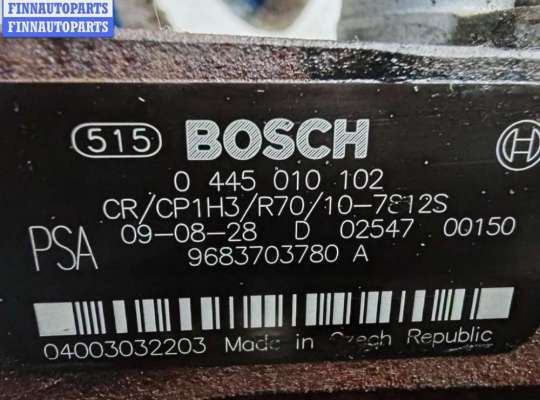 FINNAUTOPARTS
FINNAUTOPARTS
515 BOSCH
0 445 010 102
CR/CP1H3/R70/10-7812S
PSA 09-08-28 D 02547 00150
9683703780 A
04003032203 Made in Czech Republic